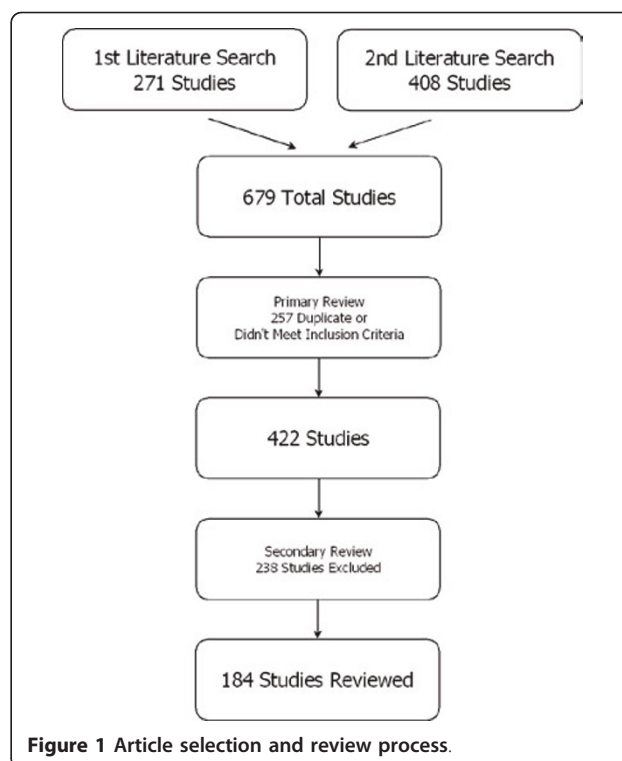 1st Literature Search
271 Studies
2nd Literature Search
408 Studies
679 Total Studies
Primary Review
257 Duplicate or
Didn't Meet Inclusion Criteria
422 Studies
Secondary Review
238 Studies Excluded
184 Studies Reviewed
Figure 1 Article selection and review process.